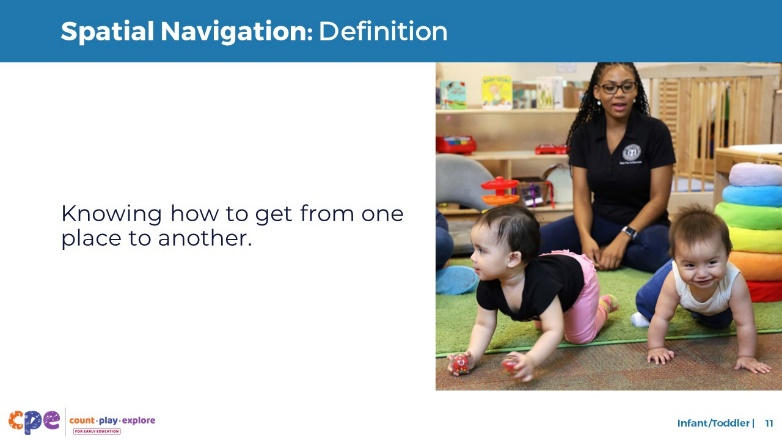 Spatial Navigation: Definition
Knowing how to get from one
place to another.
cpe
count·play·explore
FOR EARLY EDUCATION
Infant/Toddler | 11